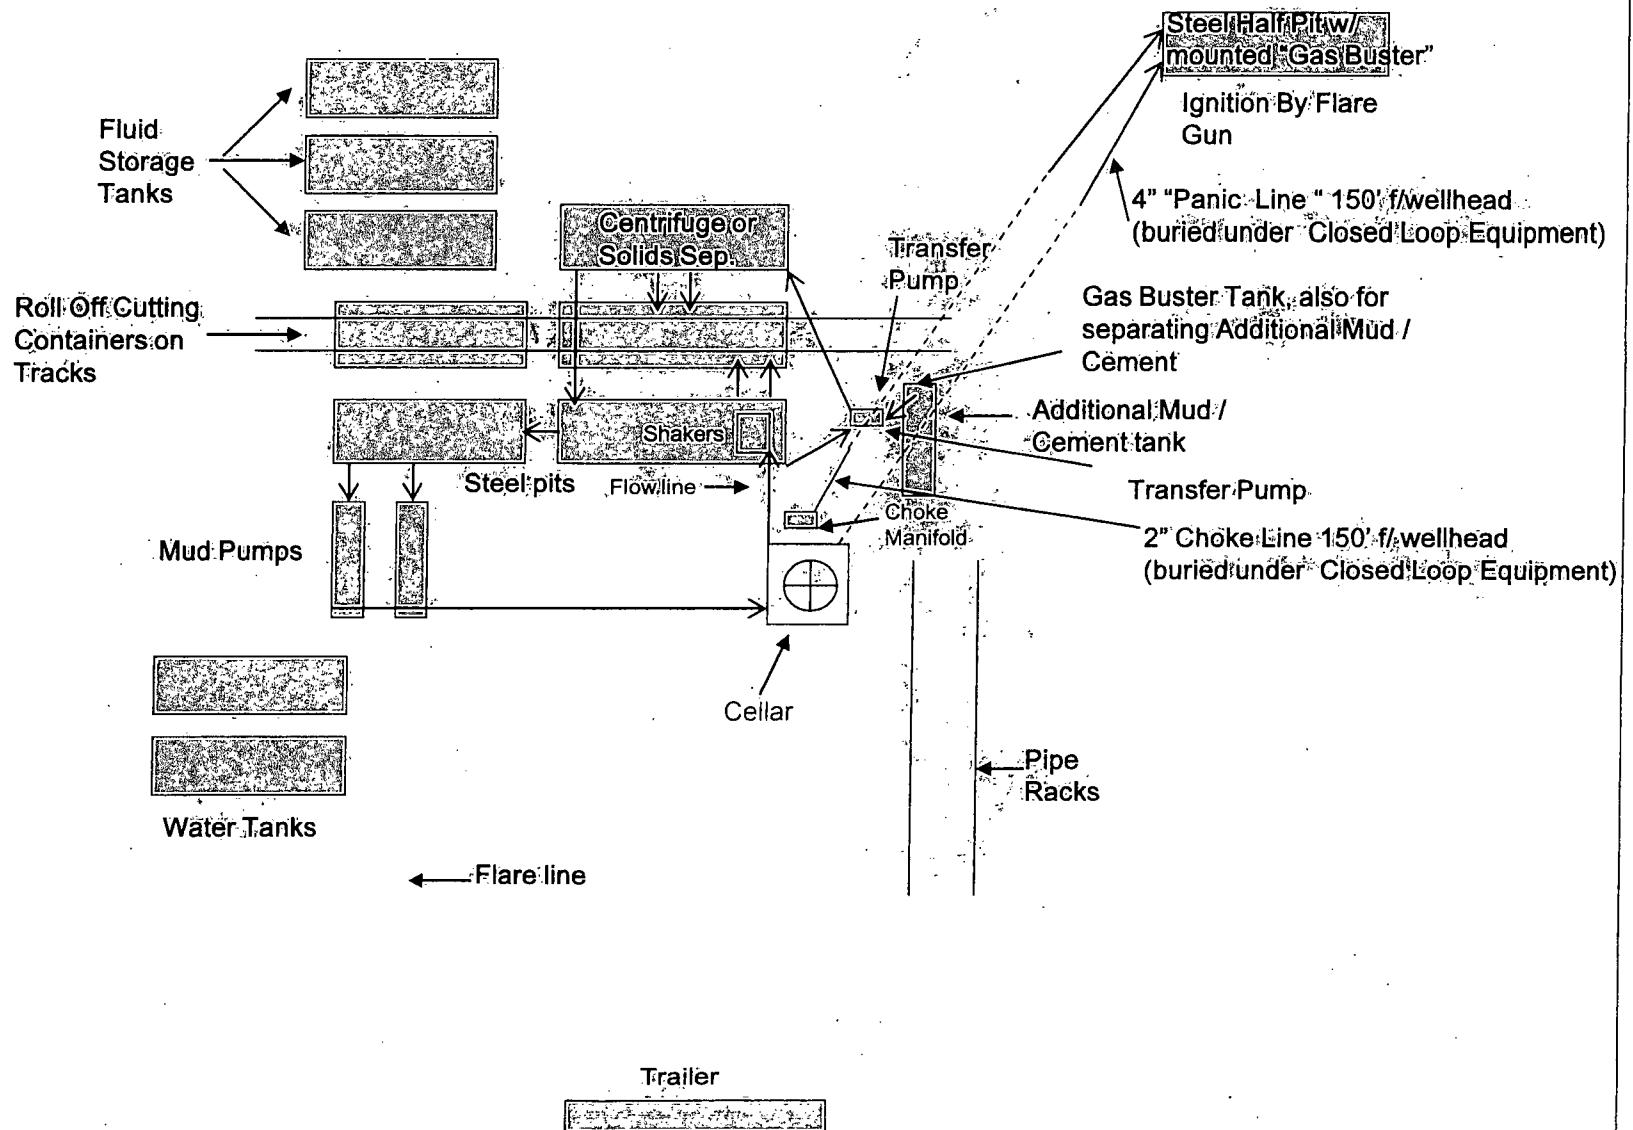 Steel Half Pit w/
mounted "Gas Buster"
Ignition By Flare
Gun
Fluid
Storage
Tanks
4" "Panic Line " 150' f/wellhead
(buried under Closed Loop Equipment)
Centrifuge or
Solids Sep.
Transfer
Pump
Roll Off Cutting
Containers on
Tracks
Gas Buster Tank, also for
separating Additional Mud /
Cement
Additional Mud /
Cement tank
Shakers
Steel pits
Flow line
Transfer Pump
Choke
Manifold
2" Choke Line 150' f/ wellhead
(buried under Closed Loop Equipment)
Mud Pumps
Cellar
Pipe
Racks
Water Tanks
Flare line
Trailer